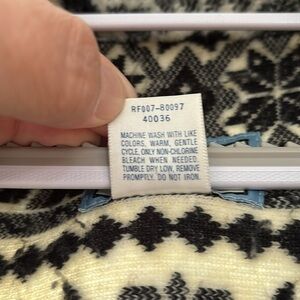 RF007-80097
40036
MACHINE WASH WITH LIKE
COLORS, WARM, GENTLE
CYCLE, ONLY NON-CHLORINE
BLEACH WHEN NEEDED.
TUMBLE DRY LOW, REMOVE
PROMPTLY. DO NOT IRON.